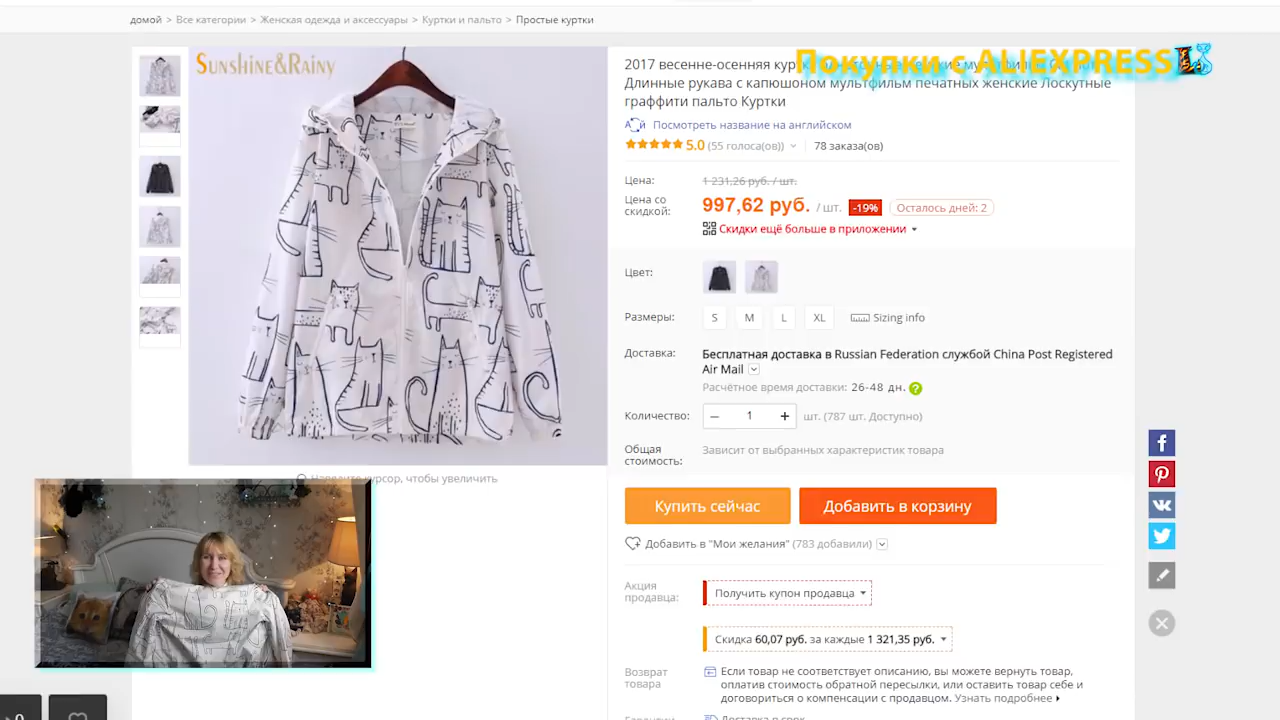 домой > Все категории > Женская одежда и аксессуары > Куртки и пальто > Простые куртки
SUNSHINE&RAINY
Покупки с ALIEXPRESS
2017 весенне-осенняя
Длинные рукава с капюшоном мультфильм печатных женские Лоскутные
граффити пальто Куртки
Посмотреть название на английском
5.0 (55 голоса(ов)) 78 заказа(ов)
Цена: 1 231,26 руб. / шт.
Цена со скидкой: 997,62 руб. / шт. -19% Осталось дней: 2
Скидки ещё больше в приложении
Цвет:
Размеры: S M L XL Sizing info
Доставка: Бесплатная доставка в Russian Federation службой China Post Registered
Air Mail
Расчётное время доставки: 26-48 дн. ?
Количество: – 1 + шт. (787 шт. Доступно)
Общая стоимость: Зависит от выбранных характеристик товара
курсор, чтобы увеличить
Купить сейчас Добавить в корзину
Добавить в "Мои желания" (783 добавили)
Акция продавца: Получить купон продавца
Скидка 60,07 руб. за каждые 1 321,35 руб.
Возврат товара Если товар не соответствует описанию, вы можете вернуть товар,
оплатив стоимость обратной пересылки, или оставить товар себе и
договориться о компенсации с продавцом. Узнать подробнее